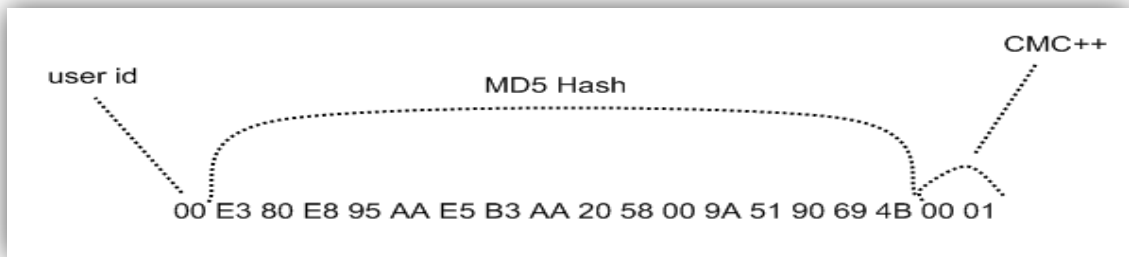 CMC++
user id
MD5 Hash
00 E3 80 E8 95 AA E5 B3 AA 20 58 00 9A 51 90 69 4B 00 01